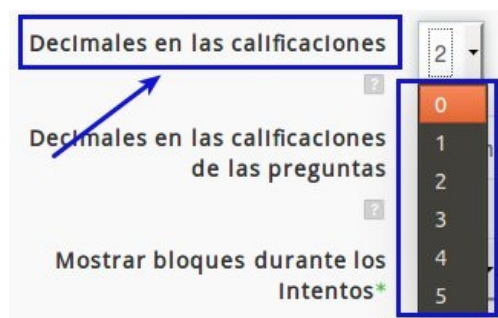 Decimales en las calificaciones
2
?
0
Decimales en las calificaciones
de las preguntas
1
2
?
3
Mostrar bloques durante los
Intentos*
4
5